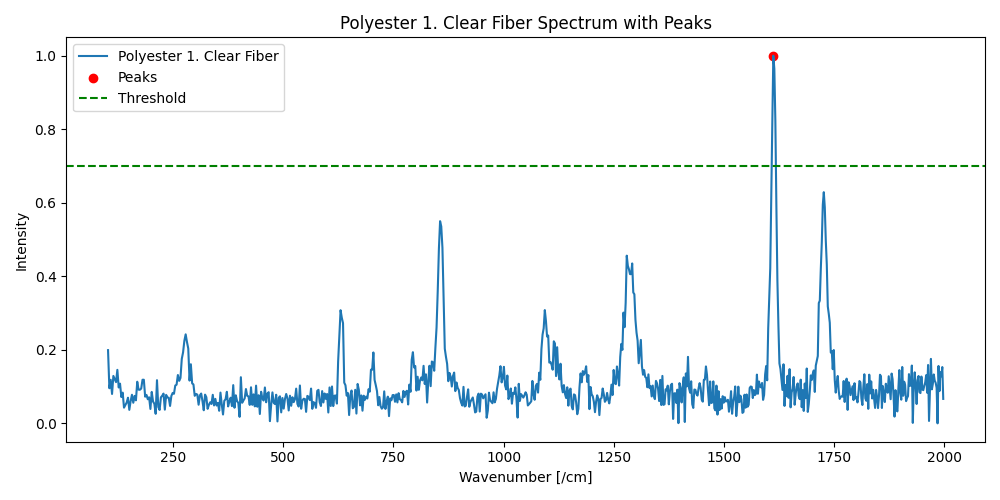 Polyester 1. Clear Fiber Spectrum with Peaks
Polyester 1. Clear Fiber
Peaks
Threshold
1.0
0.8
0.6
0.4
0.2
0.0
Intensity
250 500 750 1000 1250 1500 1750 2000
Wavenumber [/cm]